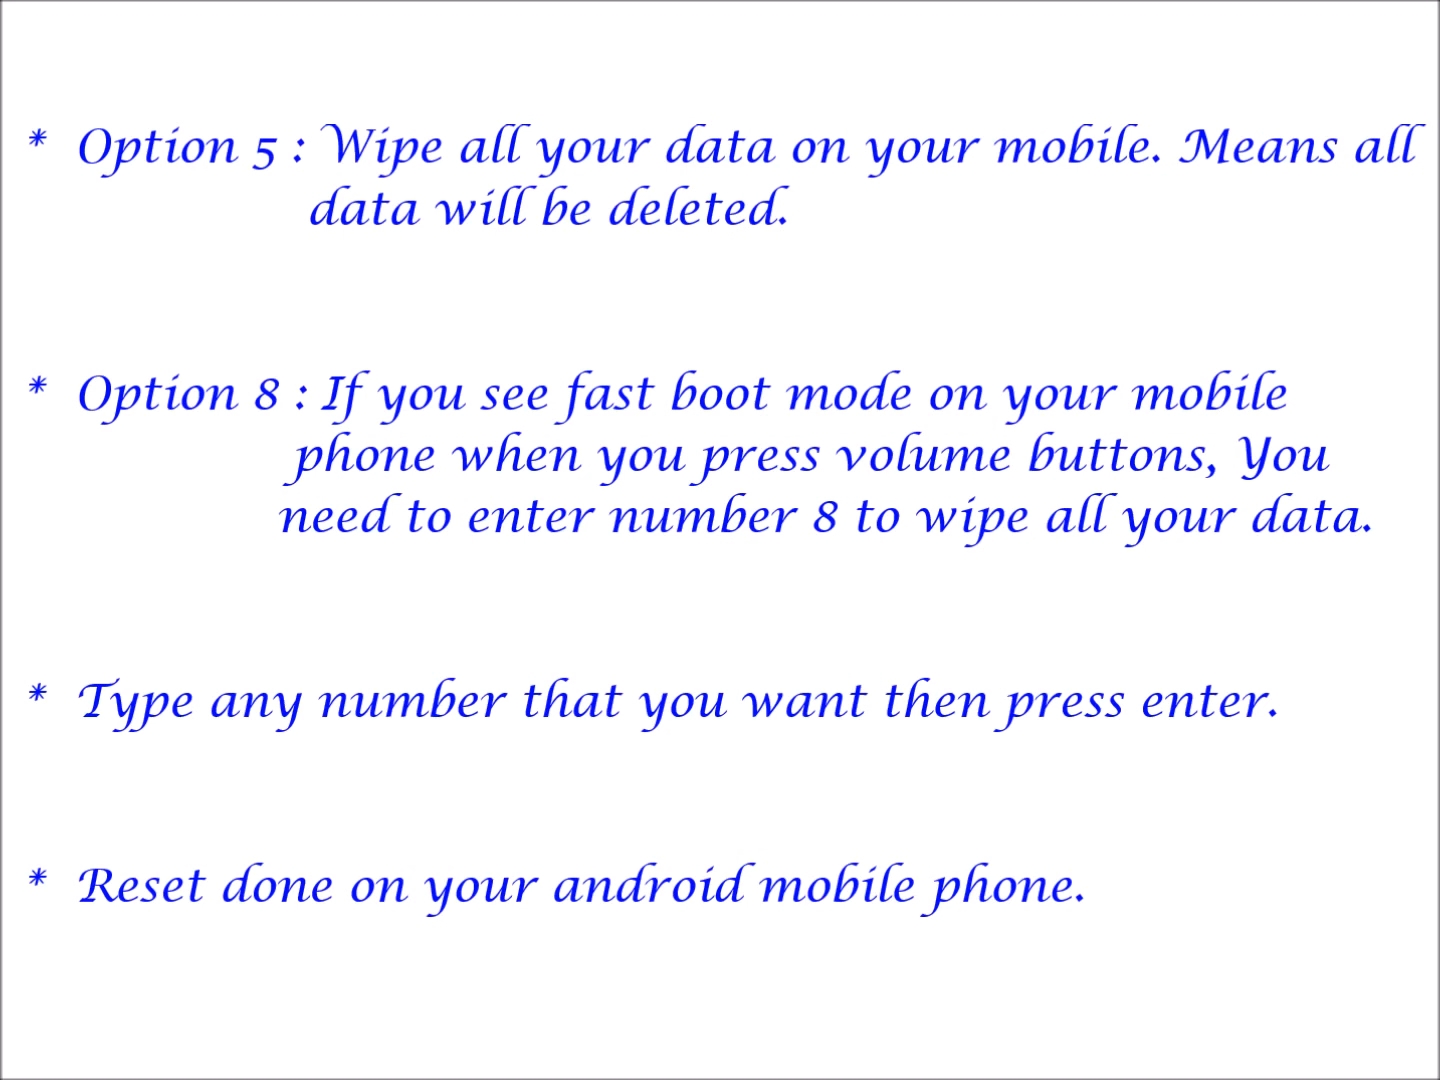 * Option 5 : Wipe all your data on your mobile. Means all
data will be deleted.
* Option 8 : If you see fast boot mode on your mobile
phone when you press volume buttons, You
need to enter number 8 to wipe all your data.
* Type any number that you want then press enter.
* Reset done on your android mobile phone.